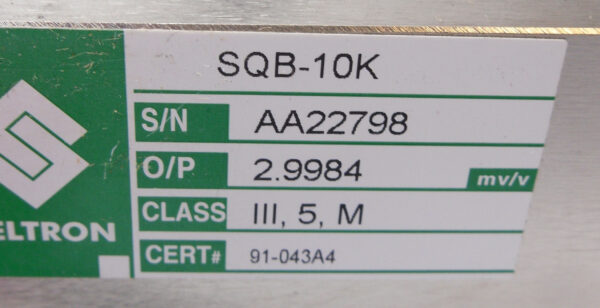 SQB-10K
S/N AA22798
O/P 2.9984 mv/v
CLASS III, 5, M
CERT# 91-043A4
ELTRON